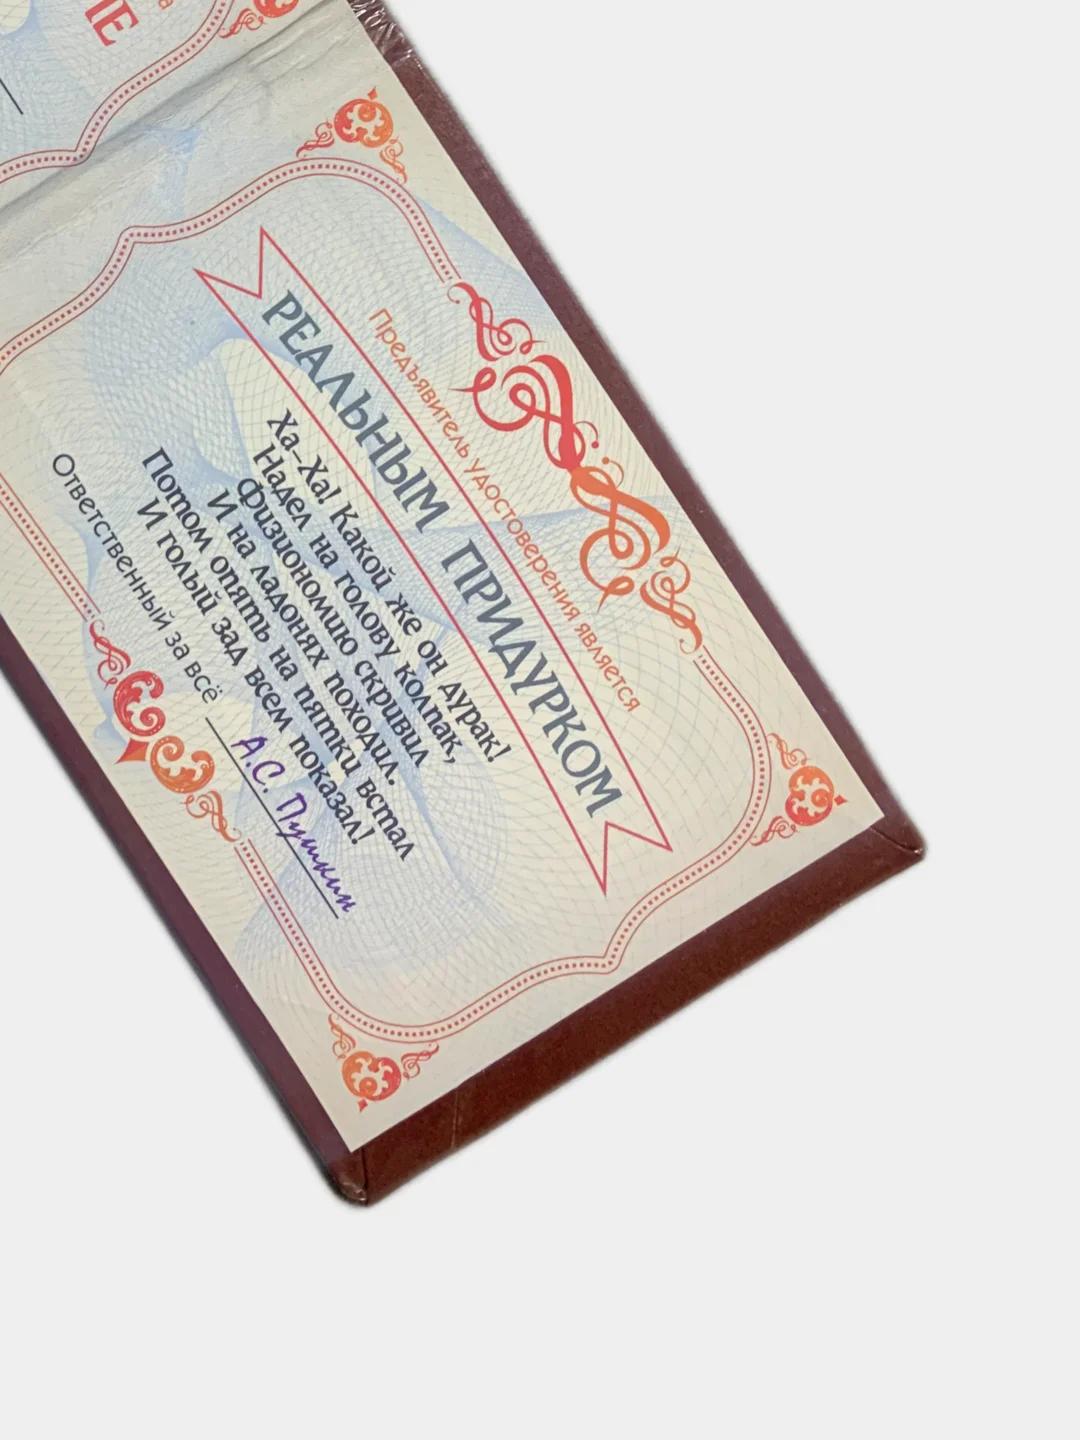 ИЕ
Предъявитель удостоверения является
РЕАЛЬНЫМ ПРИДУРКОМ
Ха-Ха! Какой же он дурак!
Надел на голову колпак,
Физиономию скривил
И на ладонях походил.
Потом опять на пятки встал
И голый зад всем показал!
Ответственный за всё А.С. Пушкин